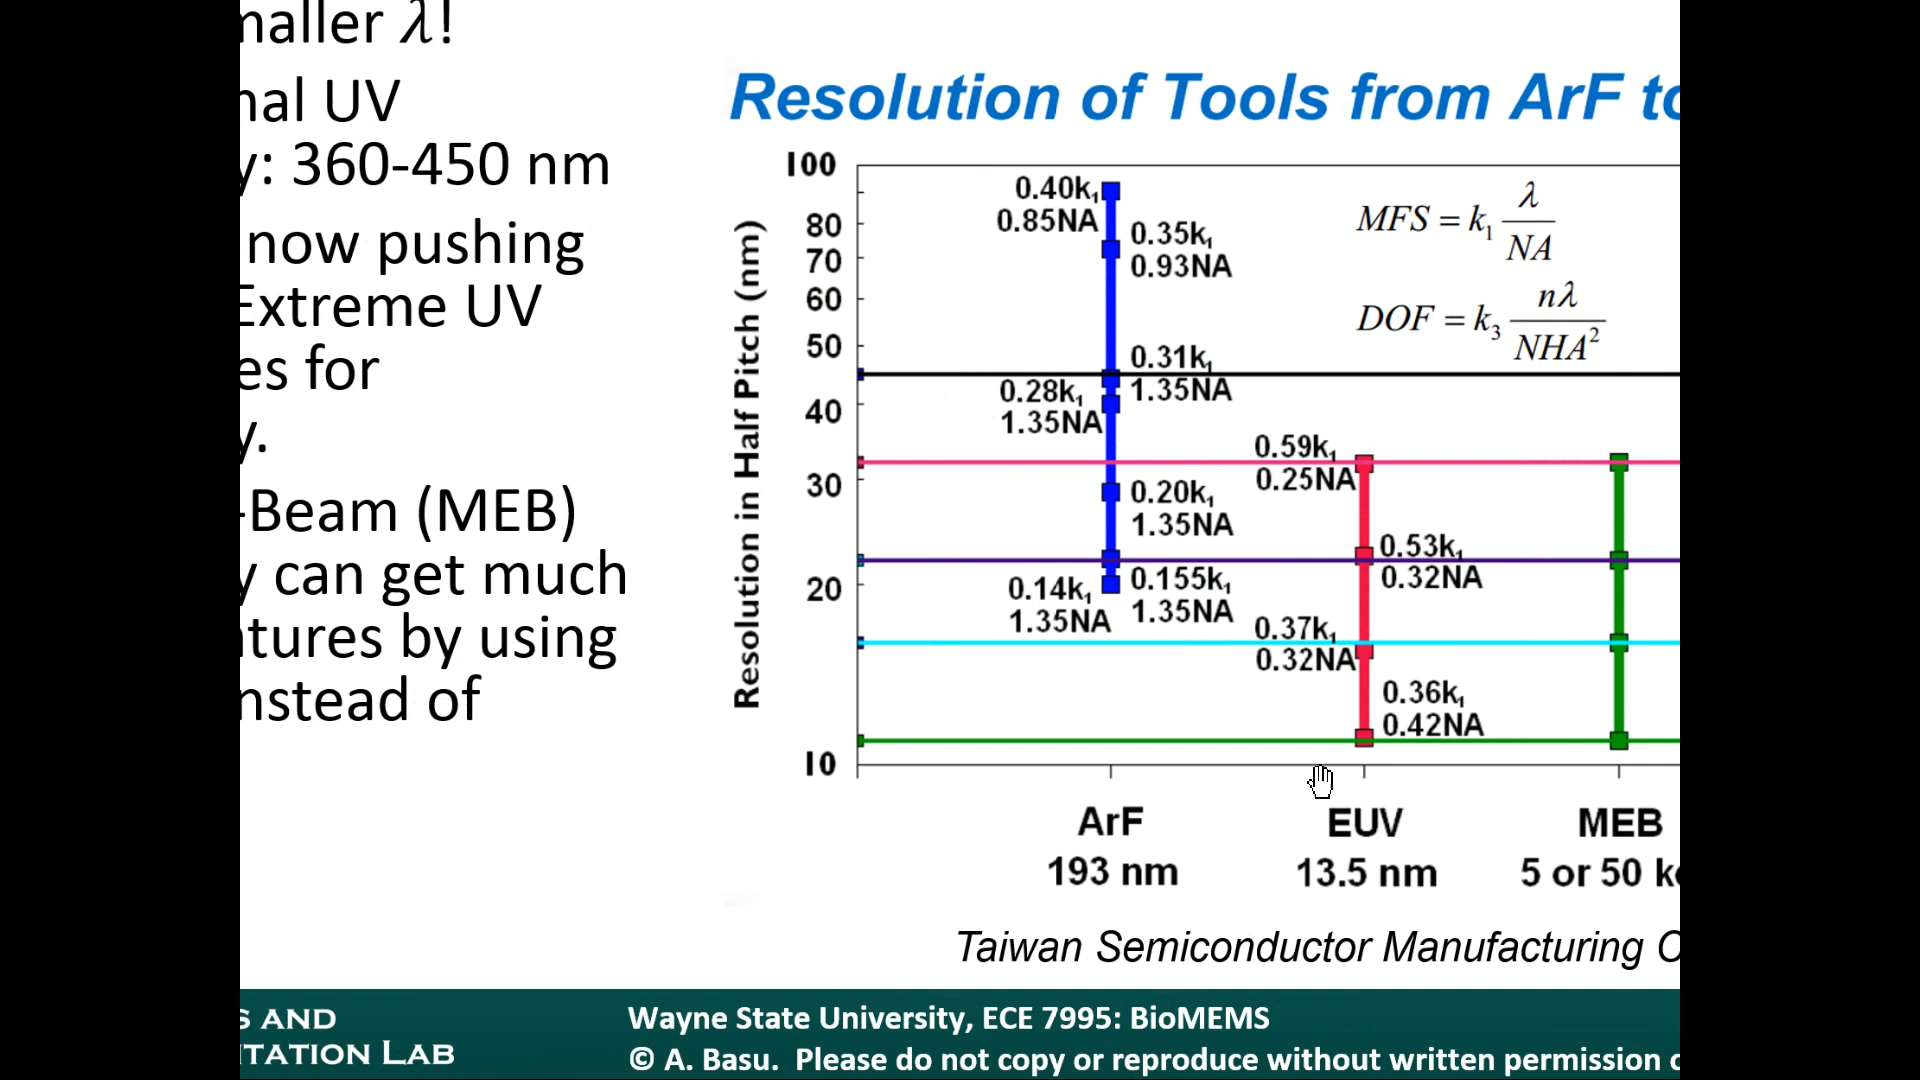 maller λ!
nal UV
y: 360-450 nm
now pushing
Extreme UV
es for
y.
-Beam (MEB)
y can get much
tures by using
nstead of
Resolution of Tools from ArF to
Resolution in Half Pitch (nm)
100
80
70
60
50
40
30
20
10
0.40k₁
0.85NA
0.35k₁
0.93NA
0.31k₁
1.35NA
0.28k₁
1.35NA
0.20k₁
1.35NA
0.155k₁
1.35NA
0.14k₁
1.35NA
MFS = k₁ λ/NA
DOF = k₃ nλ/NHA²
0.59k₁
0.25NA
0.53k₁
0.32NA
0.37k₁
0.32NA
0.36k₁
0.42NA
ArF
193 nm
EUV
13.5 nm
MEB
5 or 50 k
Taiwan Semiconductor Manufacturing C
S AND
TATION LAB
Wayne State University, ECE 7995: BioMEMS
© A. Basu. Please do not copy or reproduce without written permission